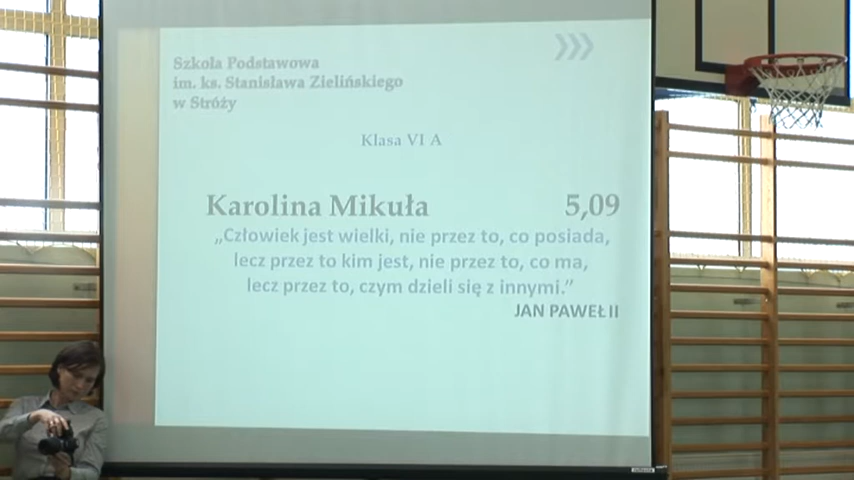 Szkoła Podstawowa
im. ks. Stanisława Zielińskiego
w Stróży
Klasa VI A
Karolina Mikuła 5,09
„Człowiek jest wielki, nie przez to, co posiada,
lecz przez to kim jest, nie przez to, co ma,
lecz przez to, czym dzieli się z innymi.”
JAN PAWEŁ II